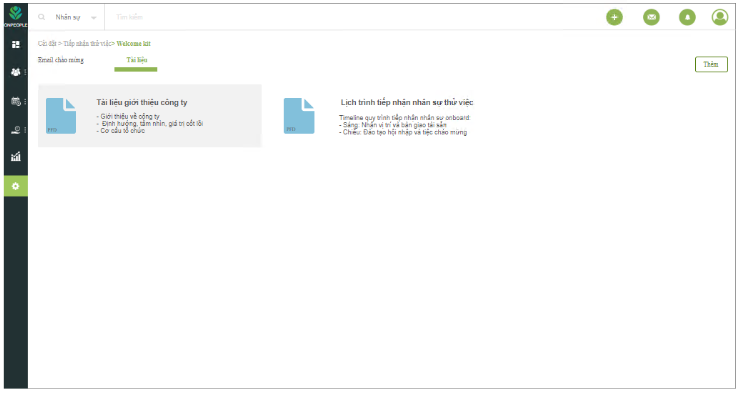 ONPEOPLE
Nhân sự
Tìm kiếm
Cài đặt > Tiếp nhận thử việc> Welcome kit
Email chào mừng
Tài liệu
Thêm
Tài liệu giới thiệu công ty
- Giới thiệu về công ty
- Định hướng, tầm nhìn, giá trị cốt lõi
- Cơ cấu tổ chức
Lịch trình tiếp nhận nhân sự thử việc
Timeline quy trình tiếp nhận nhân sự onboard:
- Sáng: Nhận vị trí và bàn giao tài sản
- Chiều: Đào tạo hội nhập và tiệc chào mừng